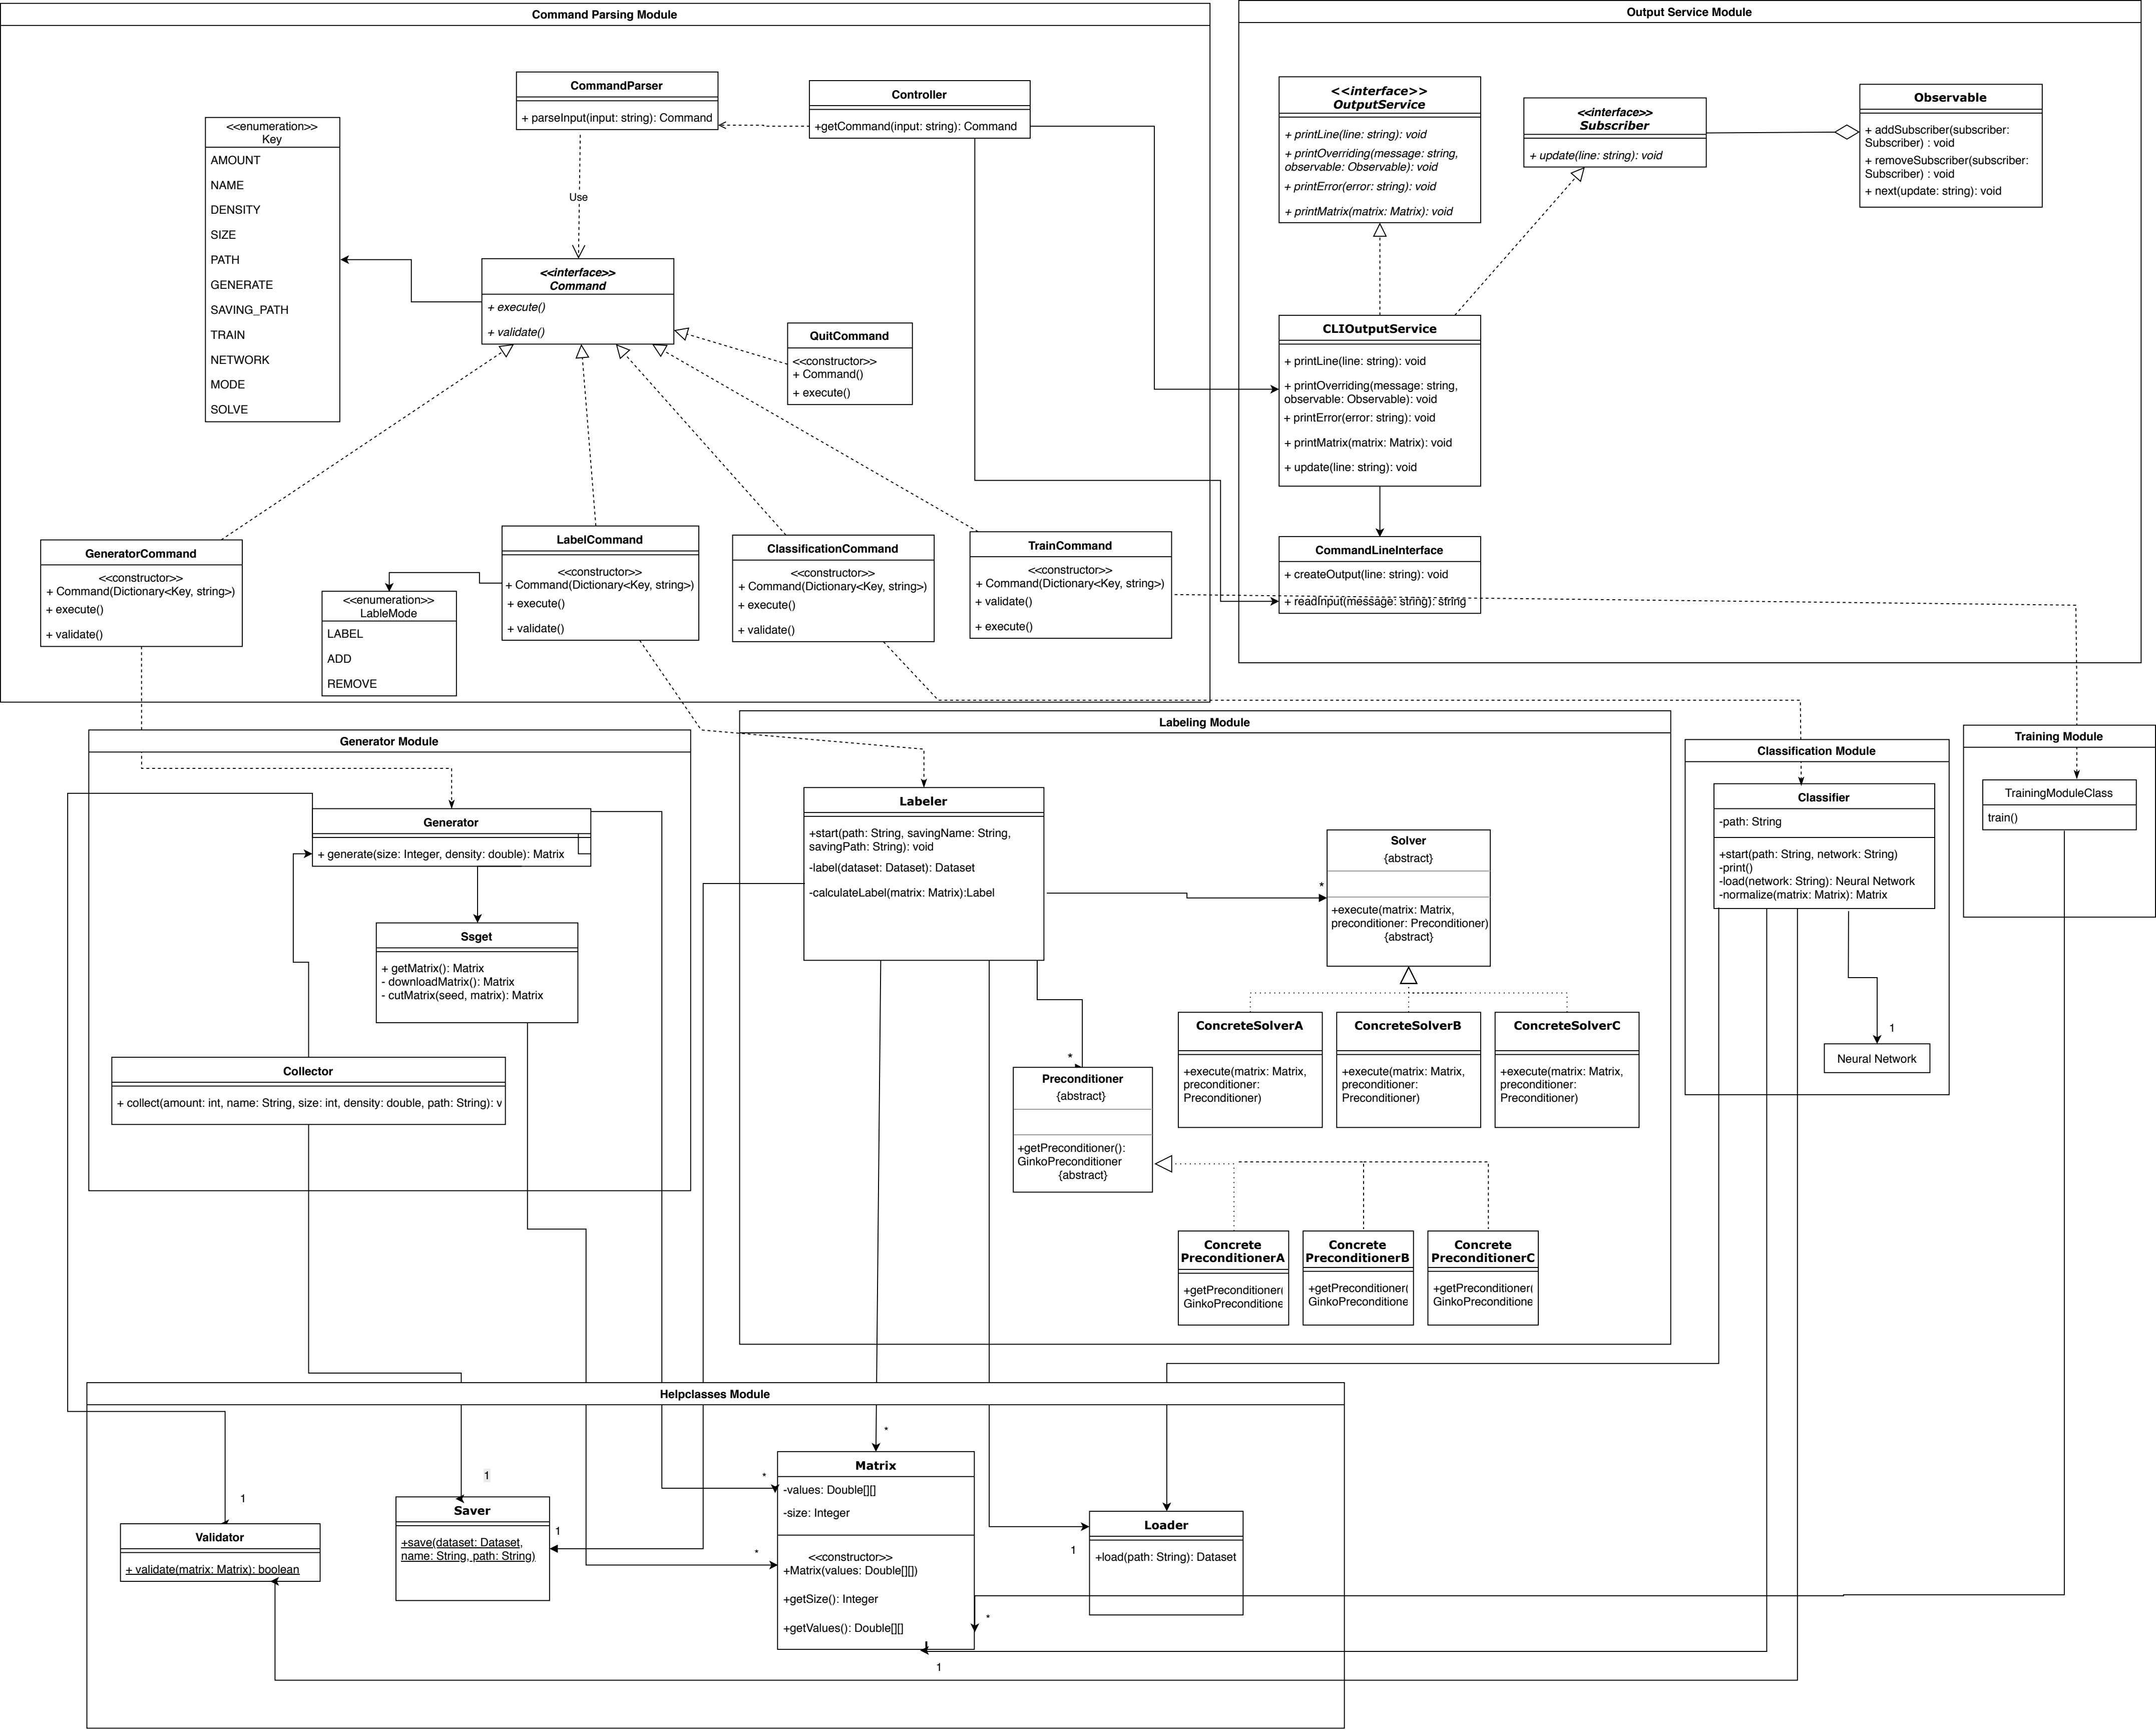 Command Parsing Module
CommandParser
+ parseInput(input: string): Command
Controller
+getCommand(input: string): Command
<<enumeration>>
Key
AMOUNT
NAME
DENSITY
SIZE
PATH
GENERATE
SAVING_PATH
TRAIN
NETWORK
MODE
SOLVE
Use
<<interface>>
Command
+ execute()
+ validate()
QuitCommand
<<constructor>>
+ Command()
+ execute()
GeneratorCommand
<<constructor>>
+ Command(Dictionary<Key, string>)
+ execute()
+ validate()
<<enumeration>>
LableMode
LABEL
ADD
REMOVE
LabelCommand
<<constructor>>
+ Command(Dictionary<Key, string>)
+ execute()
+ validate()
ClassificationCommand
<<constructor>>
+ Command(Dictionary<Key, string>)
+ execute()
+ validate()
TrainCommand
<<constructor>>
+ Command(Dictionary<Key, string>)
+ validate()
+ execute()
Output Service Module
<<interface>>
OutputService
+ printLine(line: string): void
+ printOverriding(message: string,
observable: Observable): void
+ printError(error: string): void
+ printMatrix(matrix: Matrix): void
<<interface>>
Subscriber
+ update(line: string): void
Observable
+ addSubscriber(subscriber:
Subscriber) : void
+ removeSubscriber(subscriber:
Subscriber) : void
+ next(update: string): void
CLIOutputService
+ printLine(line: string): void
+ printOverriding(message: string,
observable: Observable): void
+ printError(error: string): void
+ printMatrix(matrix: Matrix): void
+ update(line: string): void
CommandLineInterface
+ createOutput(line: string): void
+ readInput(message: string): string
Generator Module
Generator
+ generate(size: Integer, density: double): Matrix
Ssget
+ getMatrix(): Matrix
- downloadMatrix(): Matrix
- cutMatrix(seed, matrix): Matrix
Collector
+ collect(amount: int, name: String, size: int, density: double, path: String): v
Labeling Module
Labeler
+start(path: String, savingName: String,
savingPath: String): void
-label(dataset: Dataset): Dataset
-calculateLabel(matrix: Matrix):Label
*
Solver
{abstract}
+execute(matrix: Matrix,
preconditioner: Preconditioner)
{abstract}
ConcreteSolverA
+execute(matrix: Matrix,
preconditioner:
Preconditioner)
ConcreteSolverB
+execute(matrix: Matrix,
preconditioner:
Preconditioner)
ConcreteSolverC
+execute(matrix: Matrix,
preconditioner:
Preconditioner)
*
Preconditioner
{abstract}
+getPreconditioner():
GinkoPreconditioner
{abstract}
Concrete
PreconditionerA
+getPreconditioner(
GinkoPreconditione
Concrete
PreconditionerB
+getPreconditioner(
GinkoPreconditione
Concrete
PreconditionerC
+getPreconditioner(
GinkoPreconditione
Classification Module
Classifier
-path: String
+start(path: String, network: String)
-print()
-load(network: String): Neural Network
-normalize(matrix: Matrix): Matrix
1
Neural Network
Training Module
TrainingModuleClass
train()
Helpclasses Module
1
Validator
+ validate(matrix: Matrix): boolean
1
Saver
+save(dataset: Dataset,
name: String, path: String)
1
*
*
*
Matrix
-values: Double[][]
-size: Integer
<<constructor>>
+Matrix(values: Double[][])
+getSize(): Integer
+getValues(): Double[][]
*
1
1
Loader
+load(path: String): Dataset